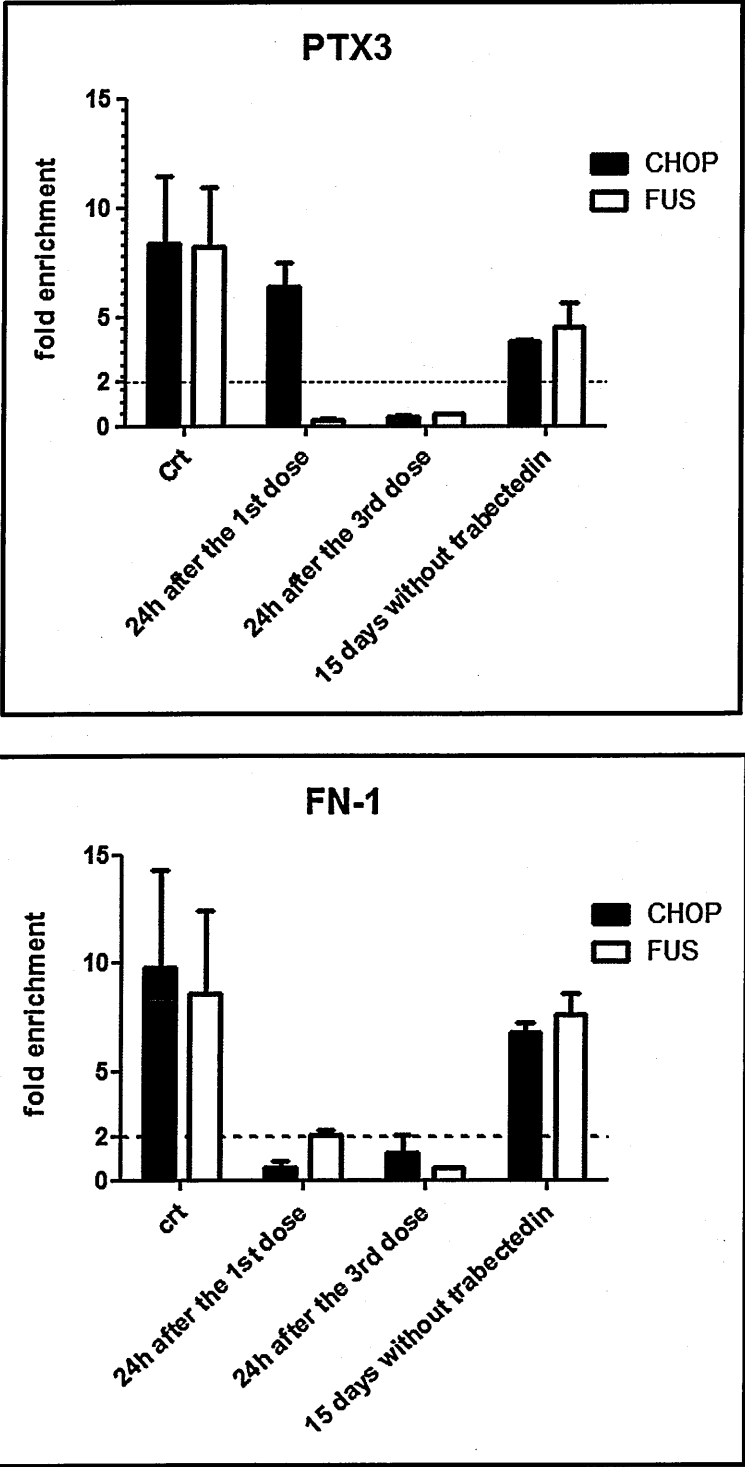 PTX3
15
10
5
2
0
fold enrichment
CHOP
FUS
Crt
24h after the 1st dose
24h after the 3rd dose
15 days without trabectedin
FN-1
15
10
5
2
0
fold enrichment
CHOP
FUS
crt
24h after the 1st dose
24h after the 3rd dose
15 days without trabectedin